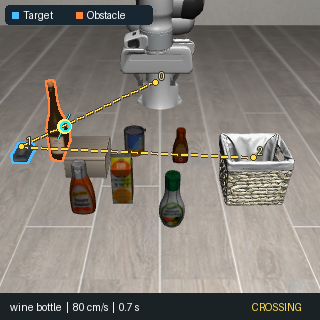 Target
Obstacle
0
1
2
wine bottle | 80 cm/s | 0.7 s
CROSSING